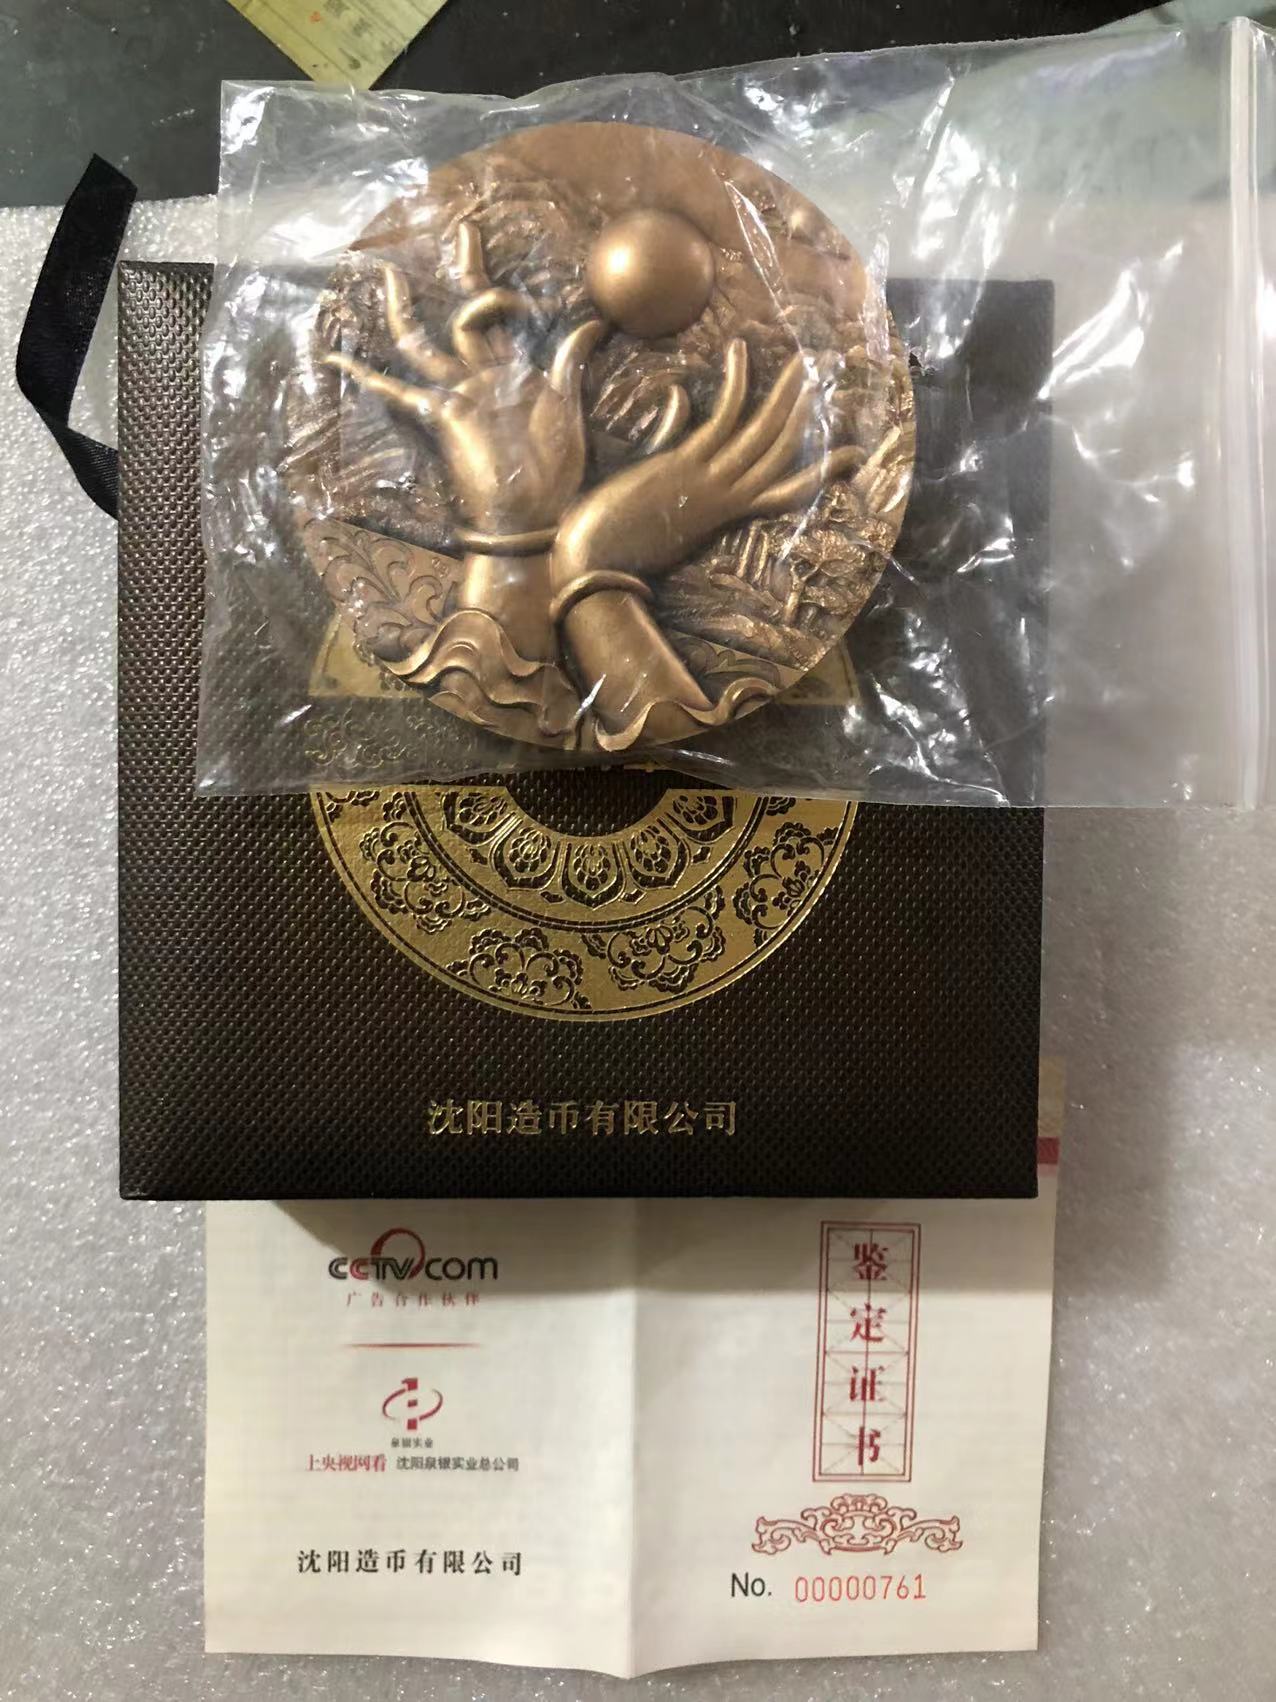 沈阳造币有限公司
CCTV.com
广告合作伙伴
泉银实业
上央视网看 沈阳泉银实业总公司
沈阳造币有限公司
鉴
定
证
书
No. 00000761